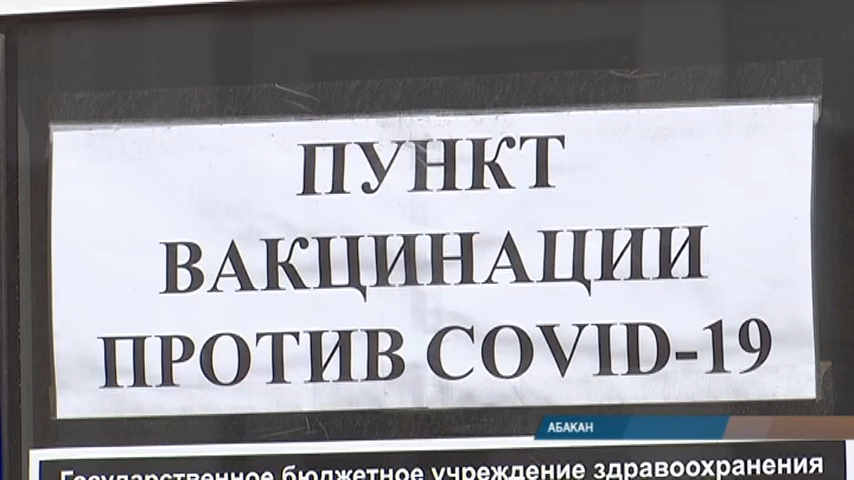 ПУНКТ
ВАКЦИНАЦИИ
ПРОТИВ COVID-19
АБАКАН
Государственное бюджетное учреждение здравоохранения